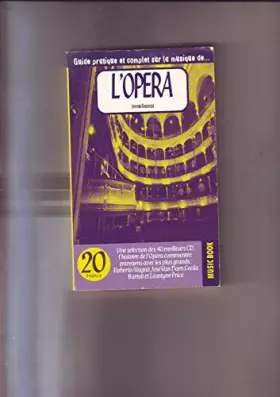 Guide pratique et complet sur la musique de...
L'OPERA
20
FRANCS
Une sélection des 40 meilleurs CD
l'histoire de l'Opéra commentée
entretiens avec les plus grands :
Roberto Alagna, José Van Dam, Cecilia
Bartoli et Leontyne Price
MUSIC BOOK